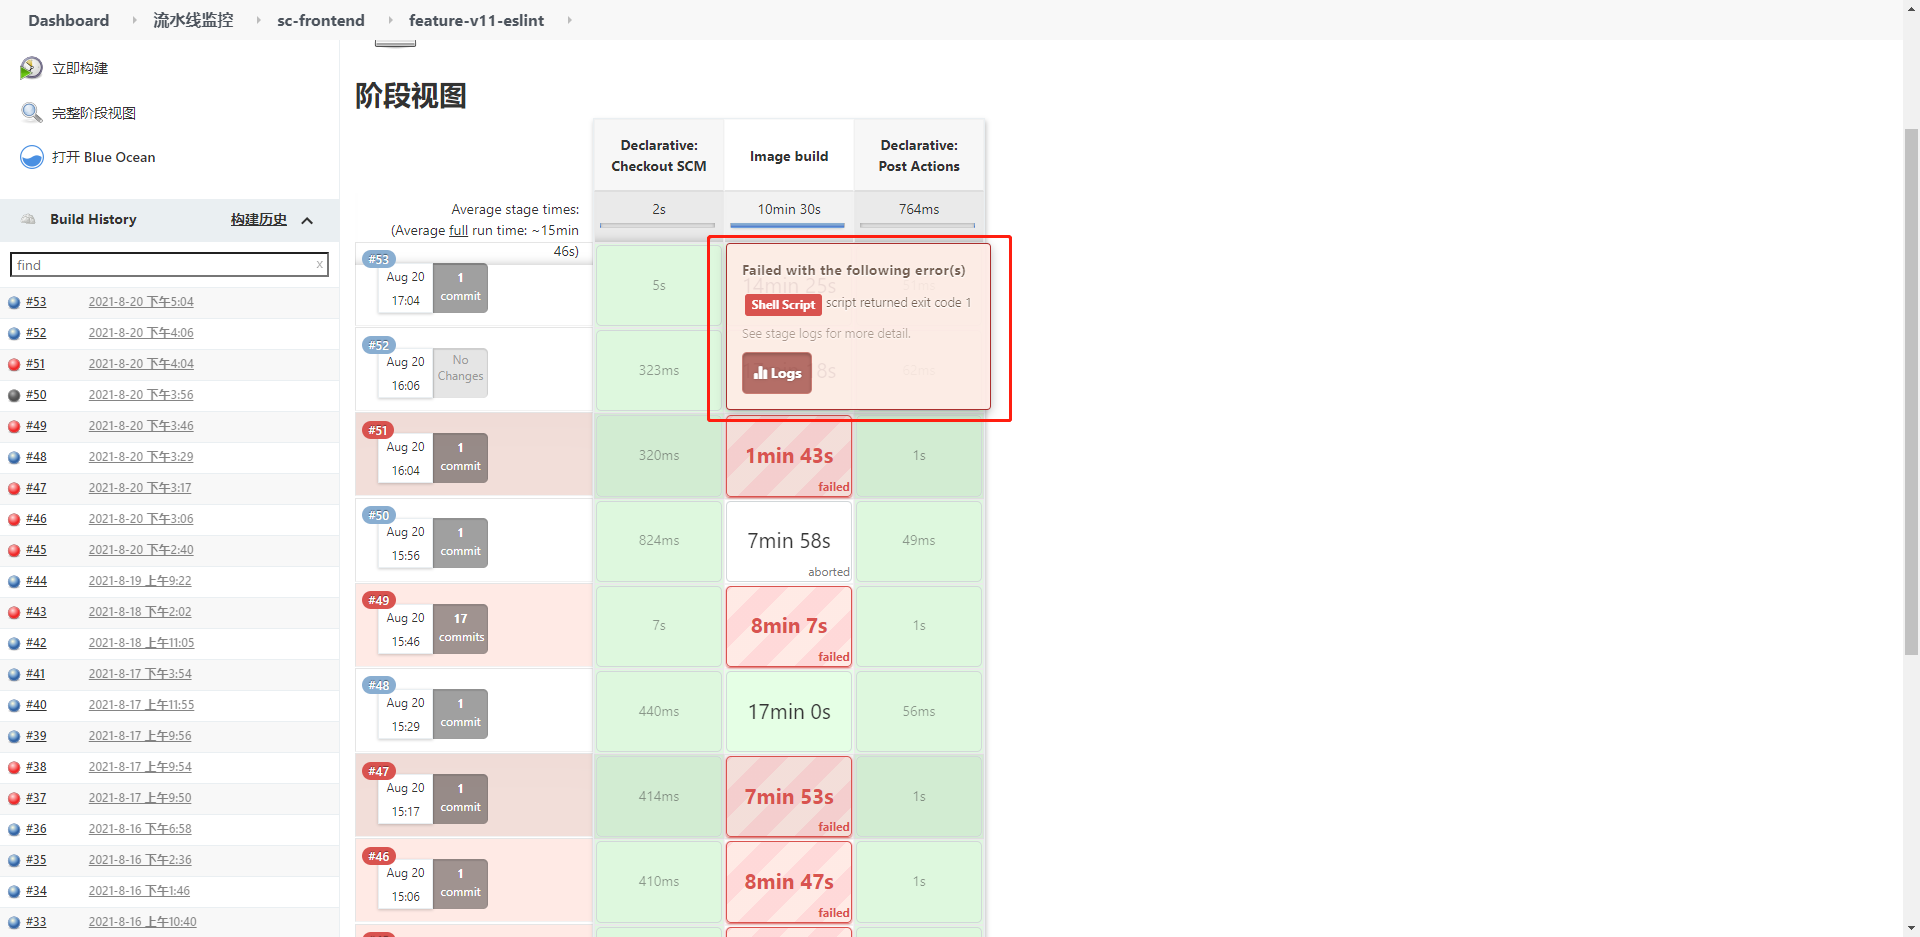 Dashboard
流水线监控
sc-frontend
feature-v11-eslint
立即构建
完整阶段视图
打开 Blue Ocean
Build History
构建历史
find
x
#53 2021-8-20 下午5:04
#52 2021-8-20 下午4:06
#51 2021-8-20 下午4:04
#50 2021-8-20 下午3:56
#49 2021-8-20 下午3:46
#48 2021-8-20 下午3:29
#47 2021-8-20 下午3:17
#46 2021-8-20 下午3:06
#45 2021-8-20 下午2:40
#44 2021-8-19 上午9:22
#43 2021-8-18 下午2:02
#42 2021-8-18 上午11:05
#41 2021-8-17 下午3:54
#40 2021-8-17 上午11:55
#39 2021-8-17 上午9:56
#38 2021-8-17 上午9:54
#37 2021-8-17 上午9:50
#36 2021-8-16 下午6:58
#35 2021-8-16 下午2:36
#34 2021-8-16 下午1:46
#33 2021-8-16 上午10:40
阶段视图
Declarative:
Checkout SCM
Image build
Declarative:
Post Actions
Average stage times:
(Average full run time: ~15min
46s)
2s
10min 30s
764ms
#53
Aug 20
17:04
1
commit
5s
14min 25s
51ms
Failed with the following error(s)
Shell Script script returned exit code 1
See stage logs for more detail.
Logs
#52
Aug 20
16:06
No
Changes
323ms
8s
62ms
#51
Aug 20
16:04
1
commit
320ms
1min 43s
failed
1s
#50
Aug 20
15:56
1
commit
824ms
7min 58s
aborted
49ms
#49
Aug 20
15:46
17
commits
7s
8min 7s
failed
1s
#48
Aug 20
15:29
1
commit
440ms
17min 0s
56ms
#47
Aug 20
15:17
1
commit
414ms
7min 53s
failed
1s
#46
Aug 20
15:06
1
commit
410ms
8min 47s
failed
1s